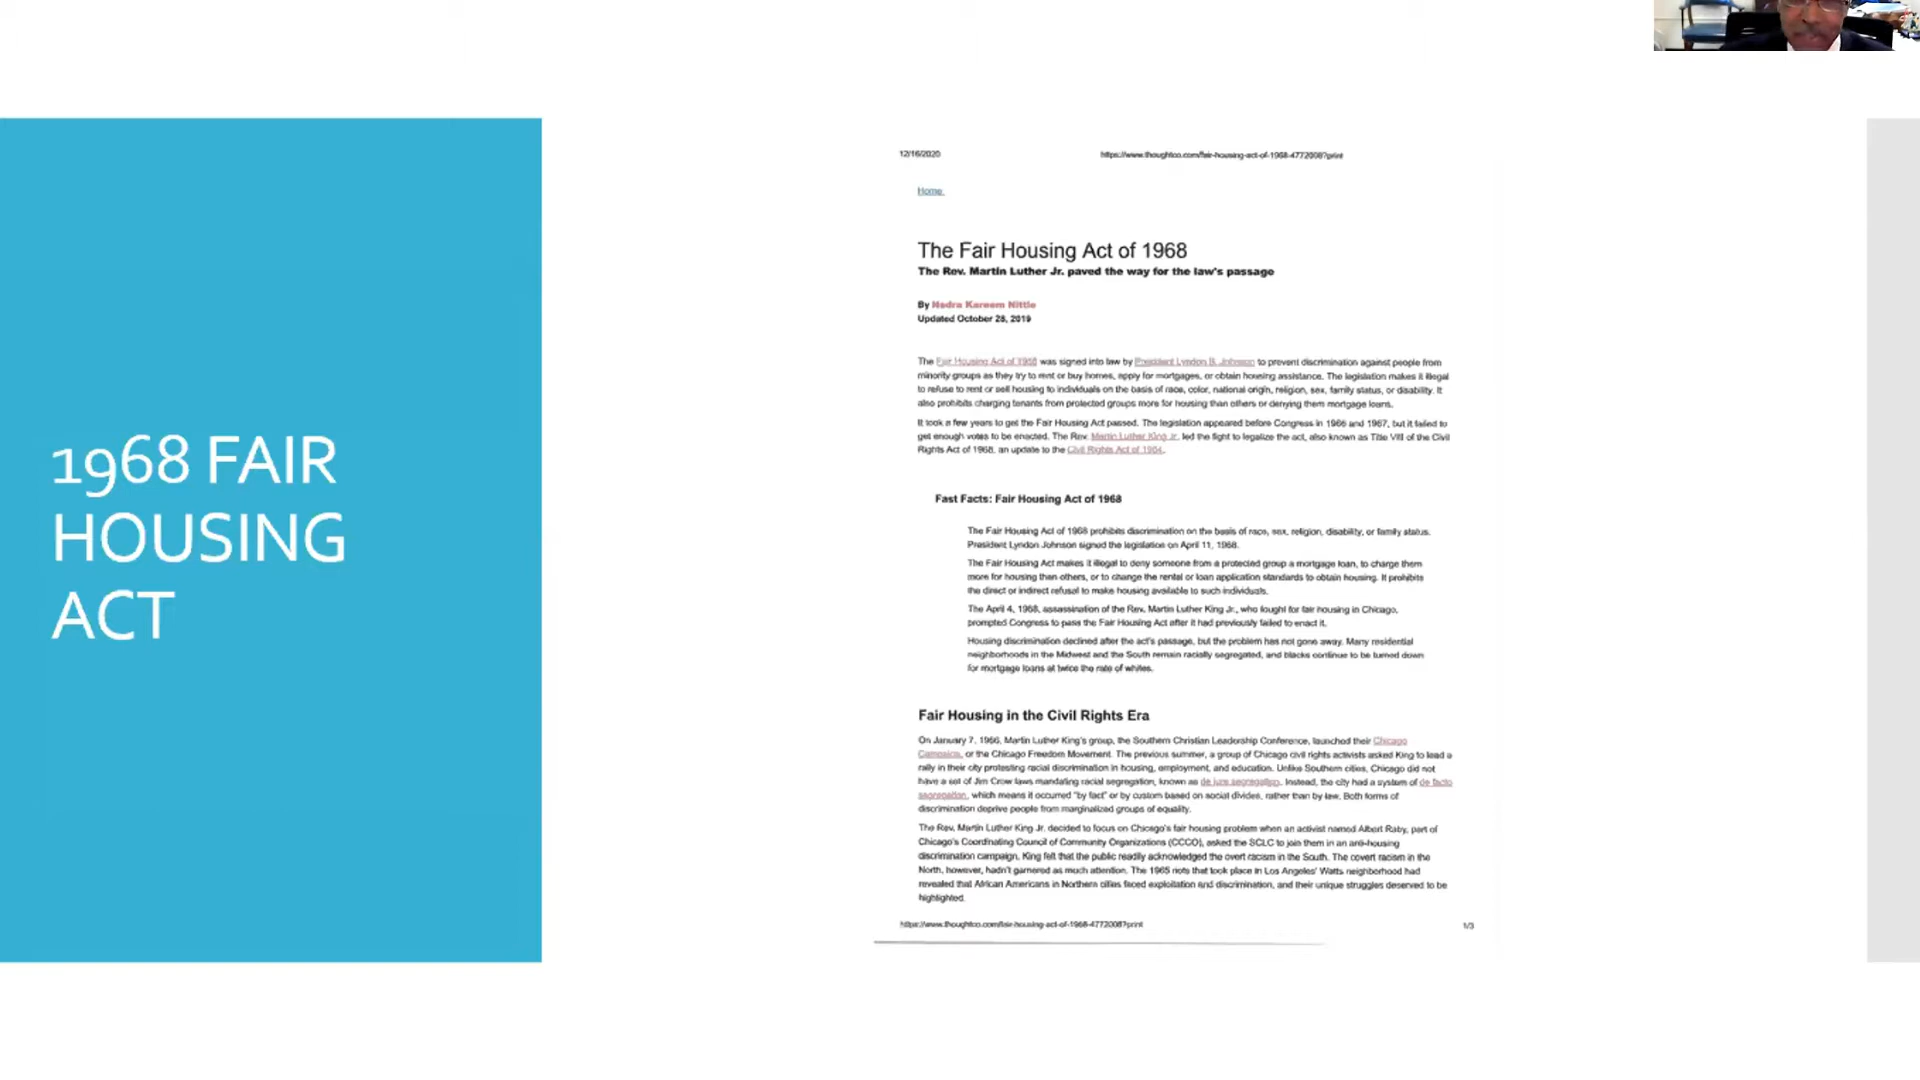 1968 FAIR
HOUSING
ACT
12/16/2020
https://www.thoughtco.com/fair-housing-act-of-1968-4772008?print
Home
The Fair Housing Act of 1968
The Rev. Martin Luther Jr. paved the way for the law's passage
By Nadra Kareem Nittle
Updated October 28, 2019
The Fair Housing Act of 1968 was signed into law by President Lyndon B. Johnson to prevent discrimination against people from
minority groups as they try to rent or buy homes, apply for mortgages, or obtain housing assistance. The legislation makes it illegal
to refuse to rent or sell housing to individuals on the basis of race, color, national origin, religion, sex, family status, or disability. It
also prohibits charging tenants from protected groups more for housing than others or denying them mortgage loans.
It took a few years to get the Fair Housing Act passed. The legislation appeared before Congress in 1966 and 1967, but it failed to
get enough votes to be enacted. The Rev. Martin Luther King Jr. led the fight to legalize the act, also known as Title VIII of the Civil
Rights Act of 1968, an update to the Civil Rights Act of 1964.
Fast Facts: Fair Housing Act of 1968
The Fair Housing Act of 1968 prohibits discrimination on the basis of race, sex, religion, disability, or family status.
President Lyndon Johnson signed the legislation on April 11, 1968.
The Fair Housing Act makes it illegal to deny someone from a protected group a mortgage loan, to charge them
more for housing than others, or to change the rental or loan application standards to obtain housing. It prohibits
the direct or indirect refusal to make housing available to such individuals.
The April 4, 1968, assassination of the Rev. Martin Luther King Jr., who fought for fair housing in Chicago,
prompted Congress to pass the Fair Housing Act after it had previously failed to enact it.
Housing discrimination declined after the act's passage, but the problem has not gone away. Many residential
neighborhoods in the Midwest and the South remain racially segregated, and blacks continue to be turned down
for mortgage loans at twice the rate of whites.
Fair Housing in the Civil Rights Era
On January 7, 1966, Martin Luther King's group, the Southern Christian Leadership Conference, launched their Chicago
Campaign, or the Chicago Freedom Movement. The previous summer, a group of Chicago civil rights activists asked King to lead a
rally in their city protesting racial discrimination in housing, employment, and education. Unlike Southern cities, Chicago did not
have a set of Jim Crow laws mandating racial segregation, known as de jure segregation. Instead, the city had a system of de facto
segregation, which means it occurred "by fact" or by custom based on social divides, rather than by law. Both forms of
discrimination deprive people from marginalized groups of equality.
The Rev. Martin Luther King Jr. decided to focus on Chicago's fair housing problem when an activist named Albert Raby, part of
Chicago's Coordinating Council of Community Organizations (CCCO), asked the SCLC to join them in an anti-housing
discrimination campaign. King felt that the public readily acknowledged the overt racism in the South. The covert racism in the
North, however, hadn't garnered as much attention. The 1965 riots that took place in Los Angeles' Watts neighborhood had
revealed that African Americans in Northern cities faced exploitation and discrimination, and their unique struggles deserved to be
highlighted.
https://www.thoughtco.com/fair-housing-act-of-1968-4772008?print
1/3